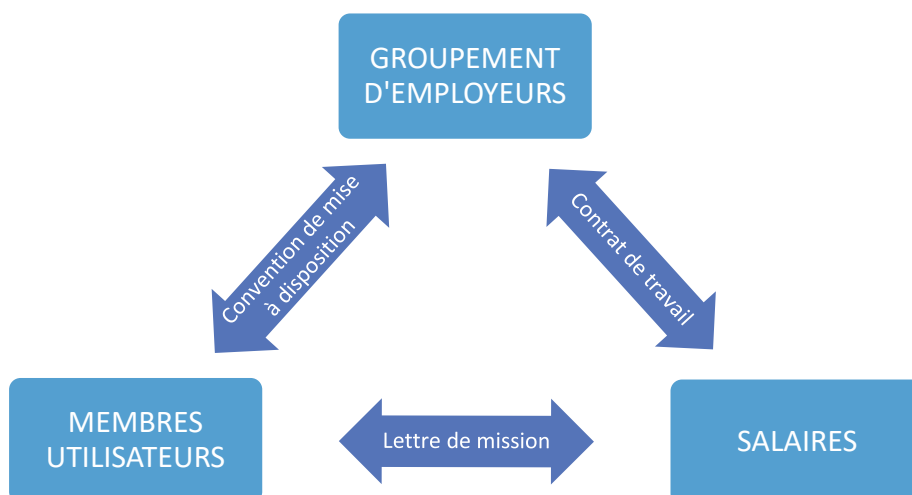 GROUPEMENT
D'EMPLOYEURS
Convention de mise
à disposition
Contrat de travail
MEMBRES
UTILISATEURS
Lettre de mission
SALAIRES